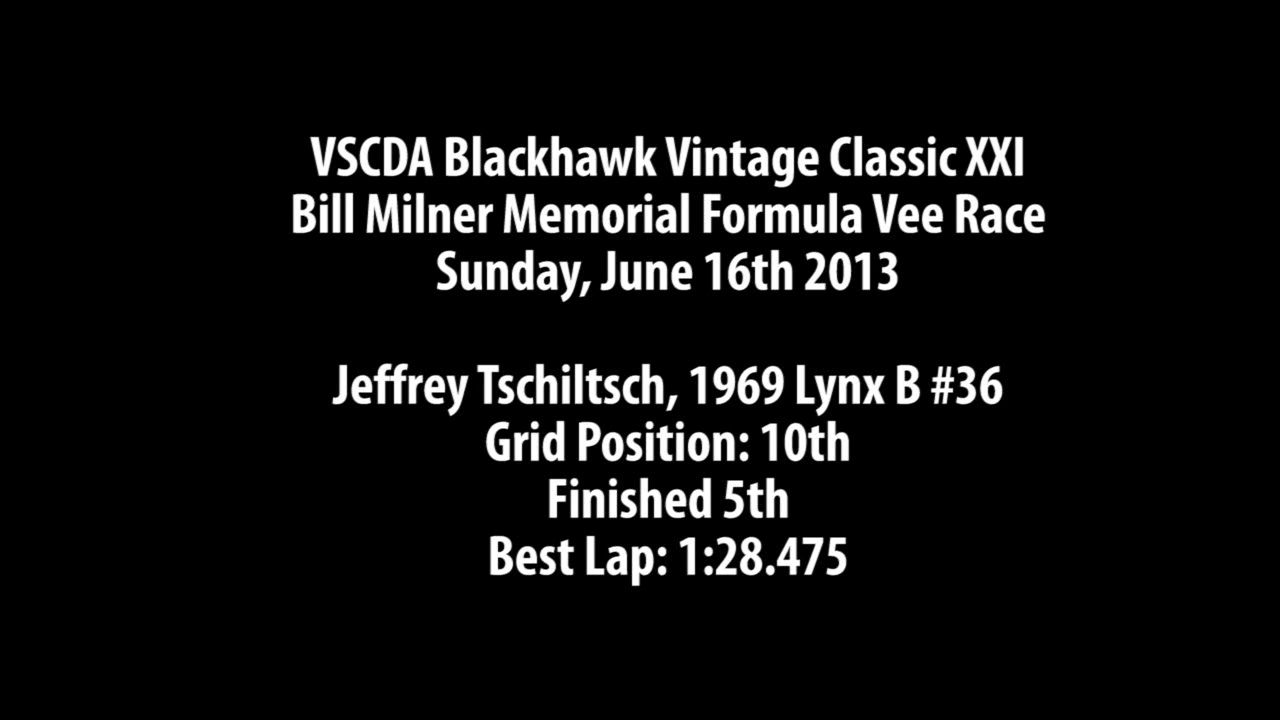 VSCDA Blackhawk Vintage Classic XXI
Bill Milner Memorial Formula Vee Race
Sunday, June 16th 2013
Jeffrey Tschiltsch, 1969 Lynx B #36
Grid Position: 10th
Finished 5th
Best Lap: 1:28.475